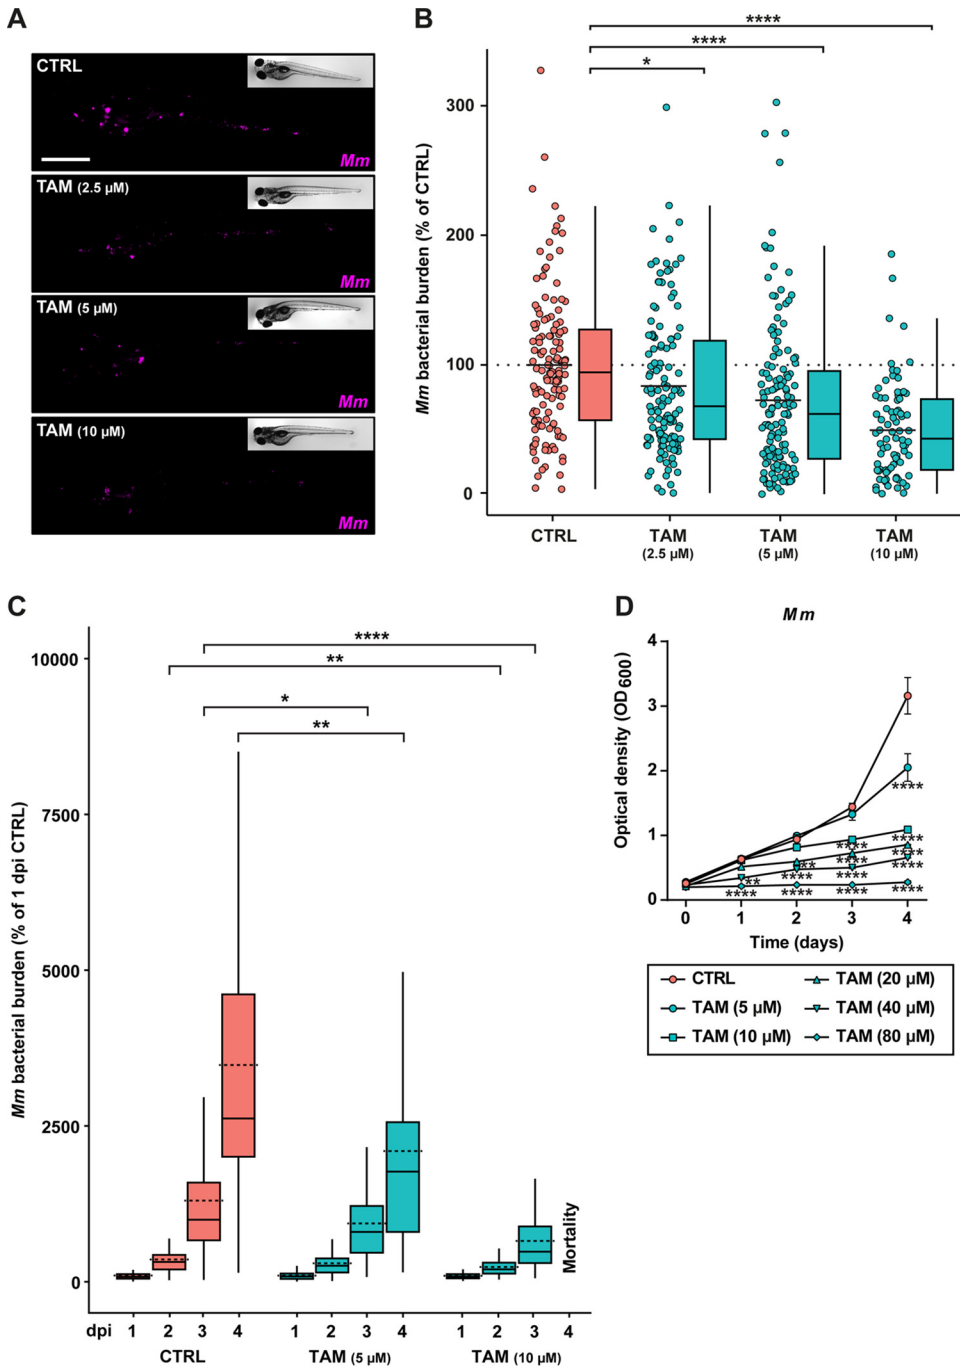 A
CTRL
Mm
TAM (2.5 µM)
Mm
TAM (5 µM)
Mm
TAM (10 µM)
Mm
B
****
****
*
Mm bacterial burden (% of CTRL)
300
200
100
0
CTRL
TAM
(2.5 µM)
TAM
(5 µM)
TAM
(10 µM)
C
****
**
*
**
Mm bacterial burden (% of 1 dpi CTRL)
10000
7500
5000
2500
0
Mortality
dpi 1 2 3 4 1 2 3 4 1 2 3 4
CTRL TAM (5 µM) TAM (10 µM)
D
Mm
Optical density (OD600)
4
3
2
1
0
****
****
****
****
****
****
****
****
****
**
****
****
**
****
0 1 2 3 4
Time (days)
CTRL
TAM (5 µM)
TAM (10 µM)
TAM (20 µM)
TAM (40 µM)
TAM (80 µM)